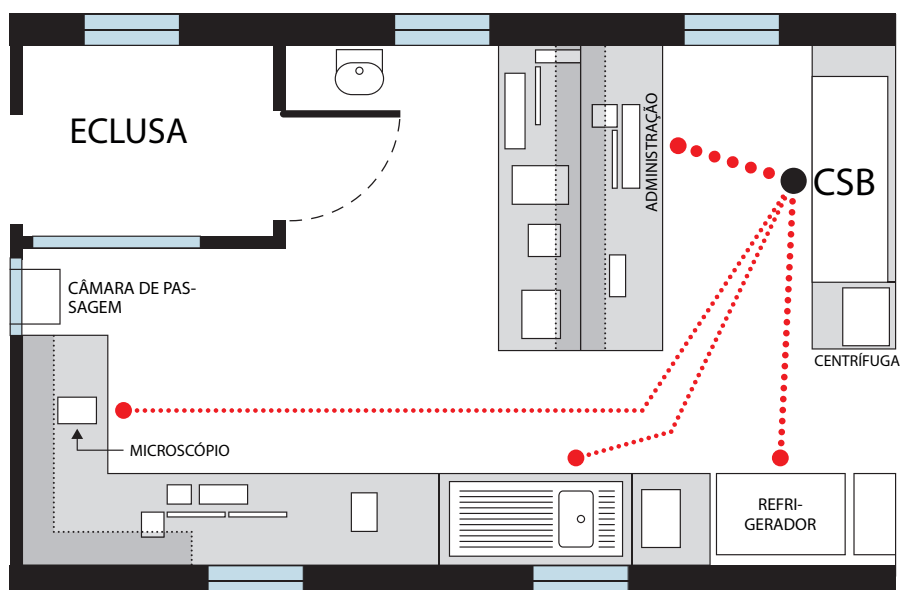 ECLUSA
ADMINISTRAÇÃO
CSB
CÂMARA DE PAS-
SAGEM
CENTRÍFUGA
MICROSCÓPIO
REFRI-
GERADOR